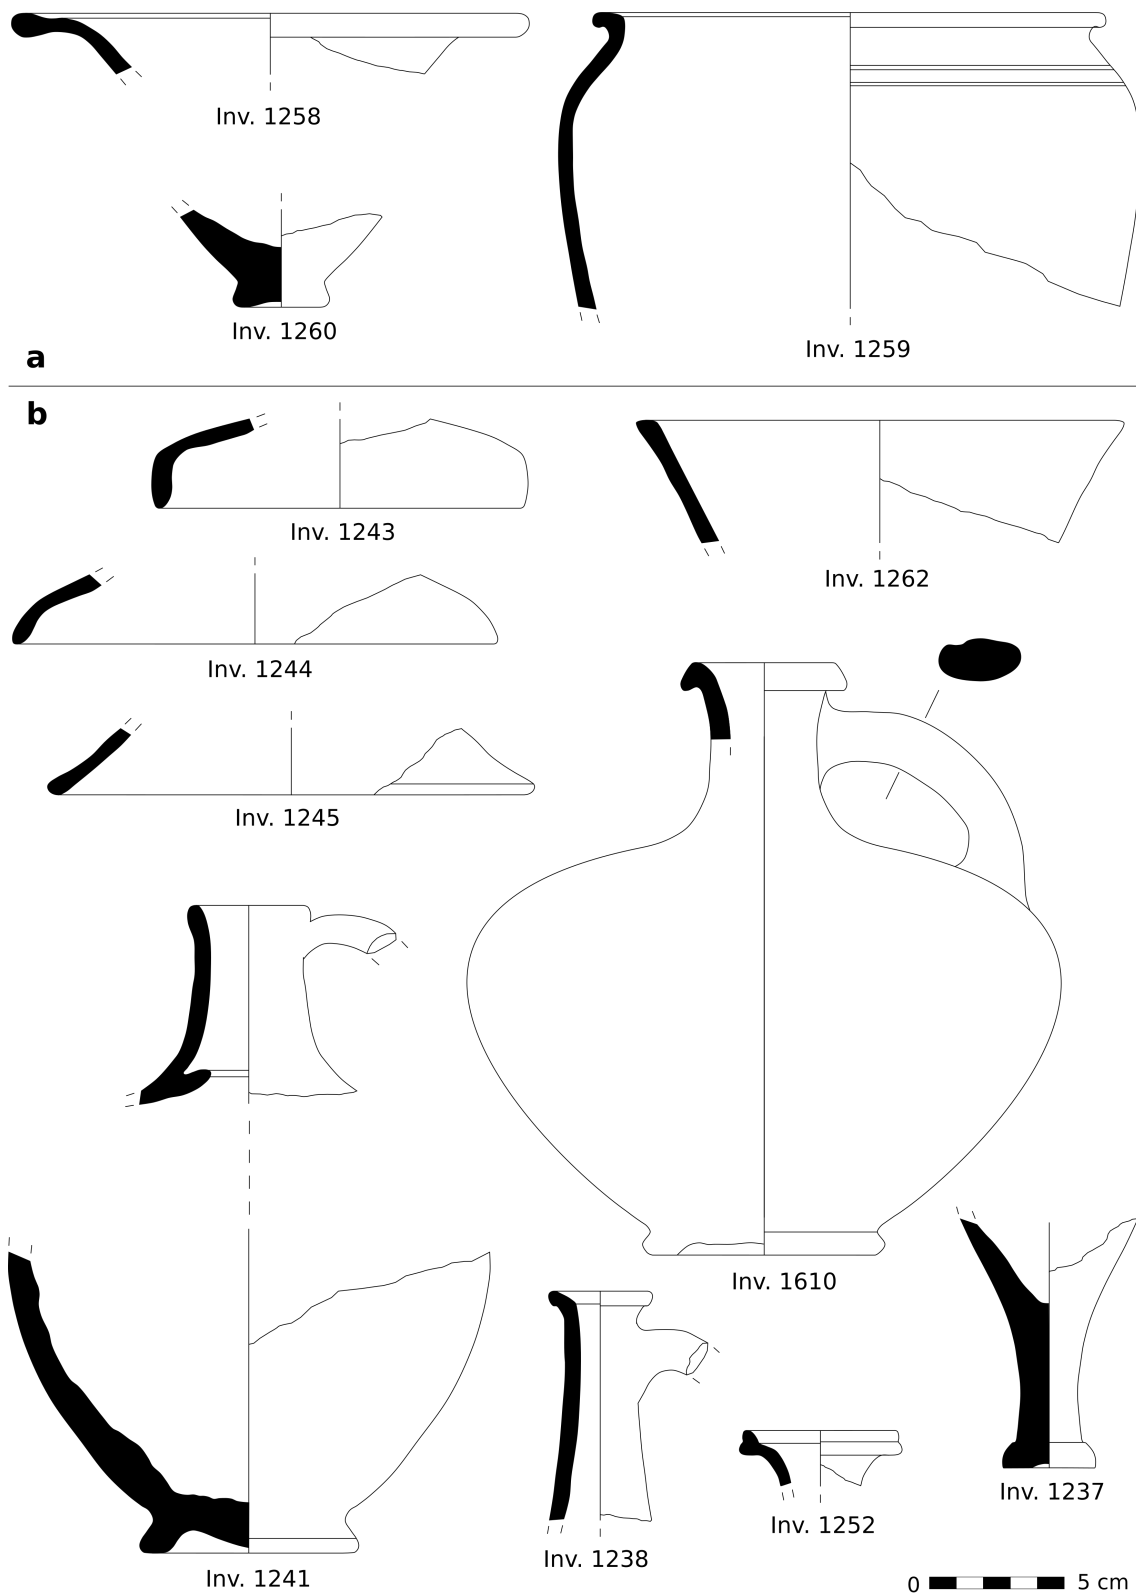 Inv. 1258
Inv. 1260
Inv. 1259
a
b
Inv. 1243
Inv. 1262
Inv. 1244
Inv. 1245
Inv. 1610
Inv. 1237
Inv. 1252
Inv. 1238
Inv. 1241
0 5 cm